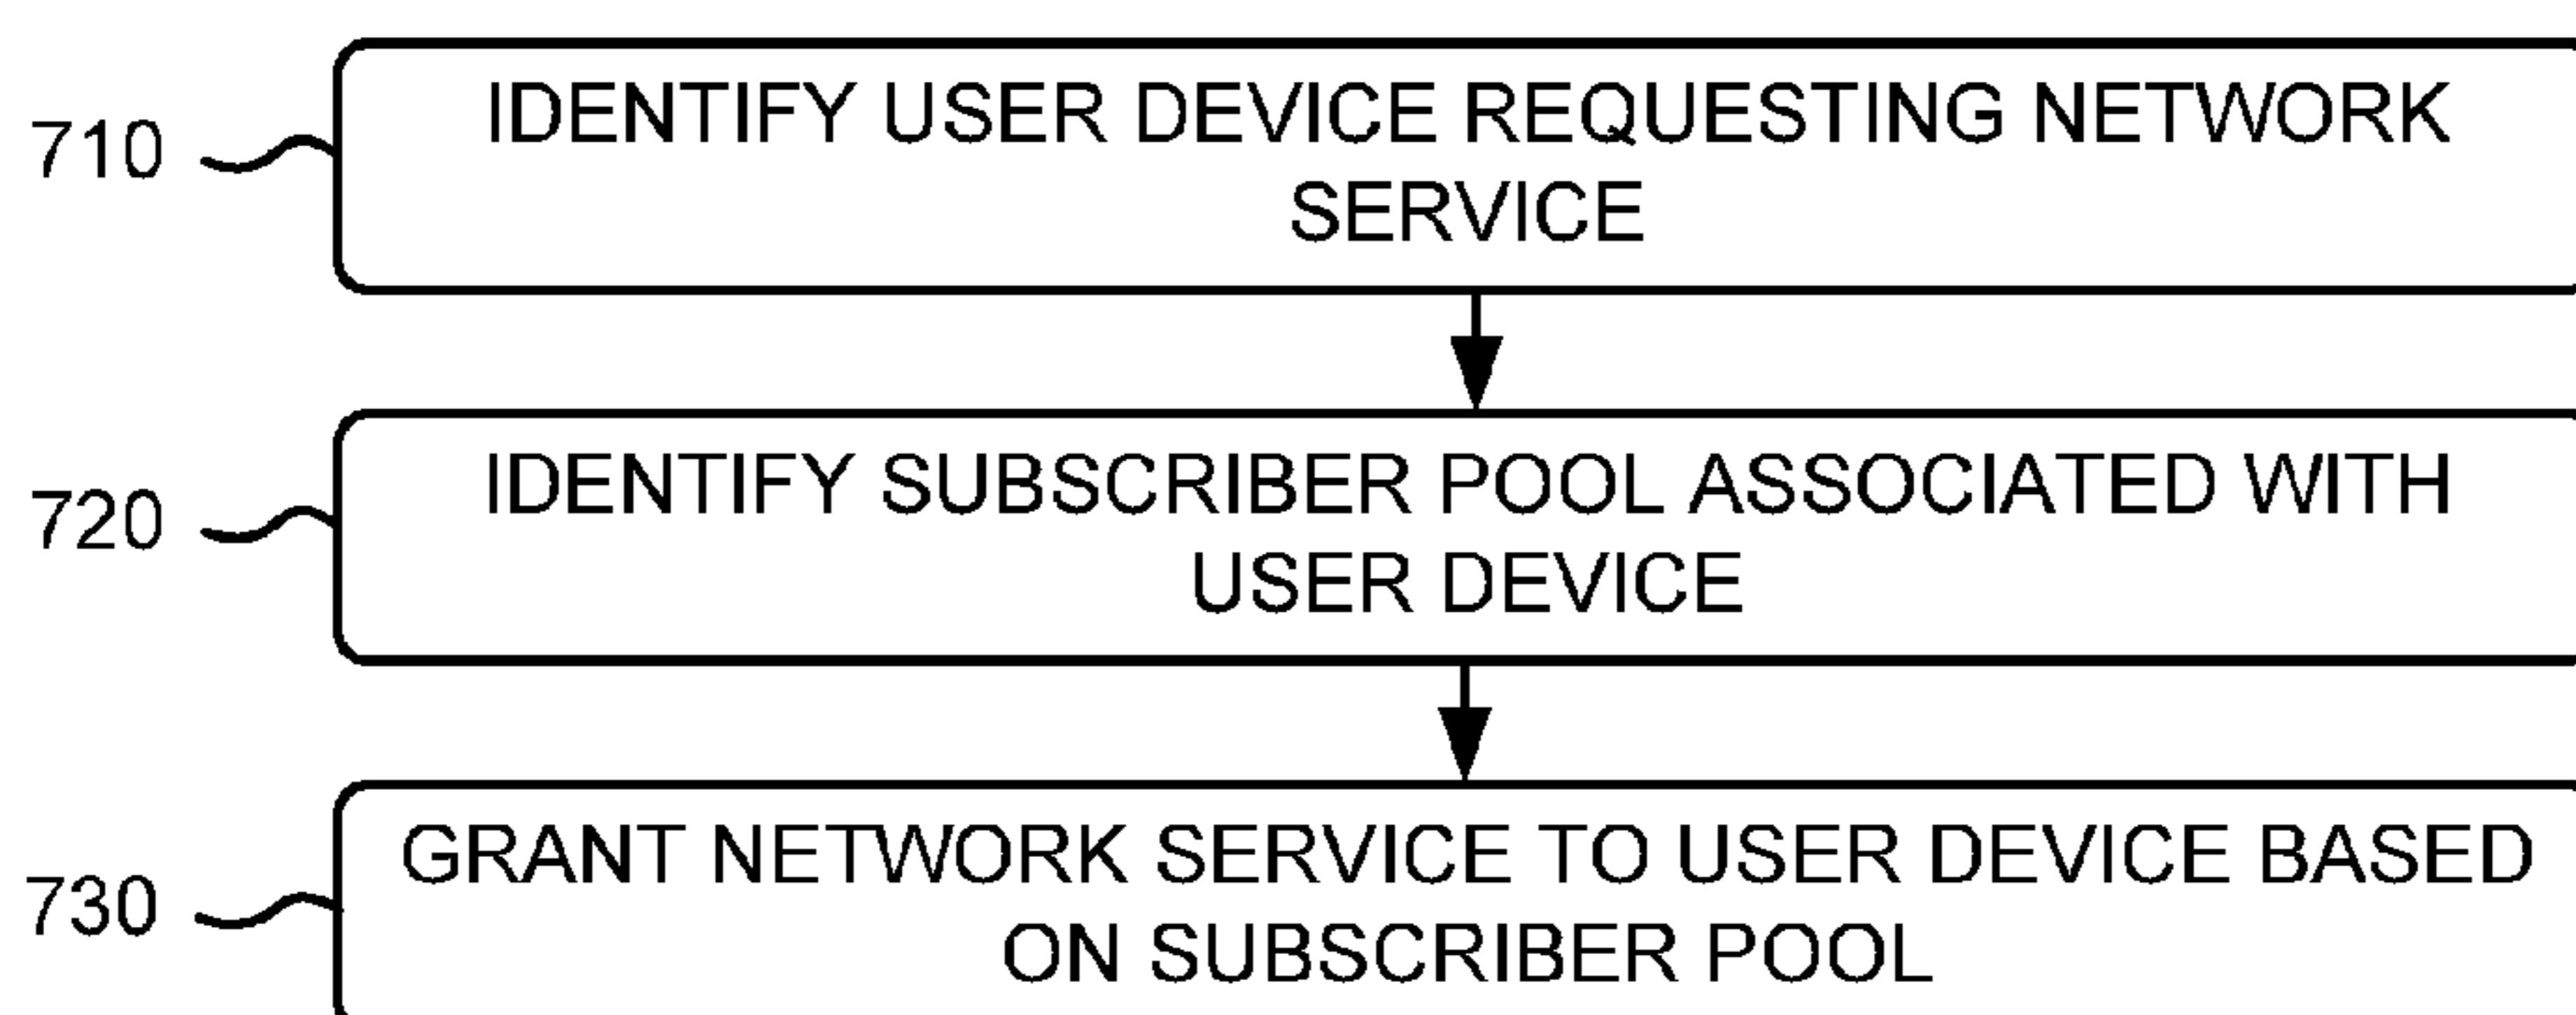 710
IDENTIFY USER DEVICE REQUESTING NETWORK
SERVICE
720
IDENTIFY SUBSCRIBER POOL ASSOCIATED WITH
USER DEVICE
730
GRANT NETWORK SERVICE TO USER DEVICE BASED
ON SUBSCRIBER POOL